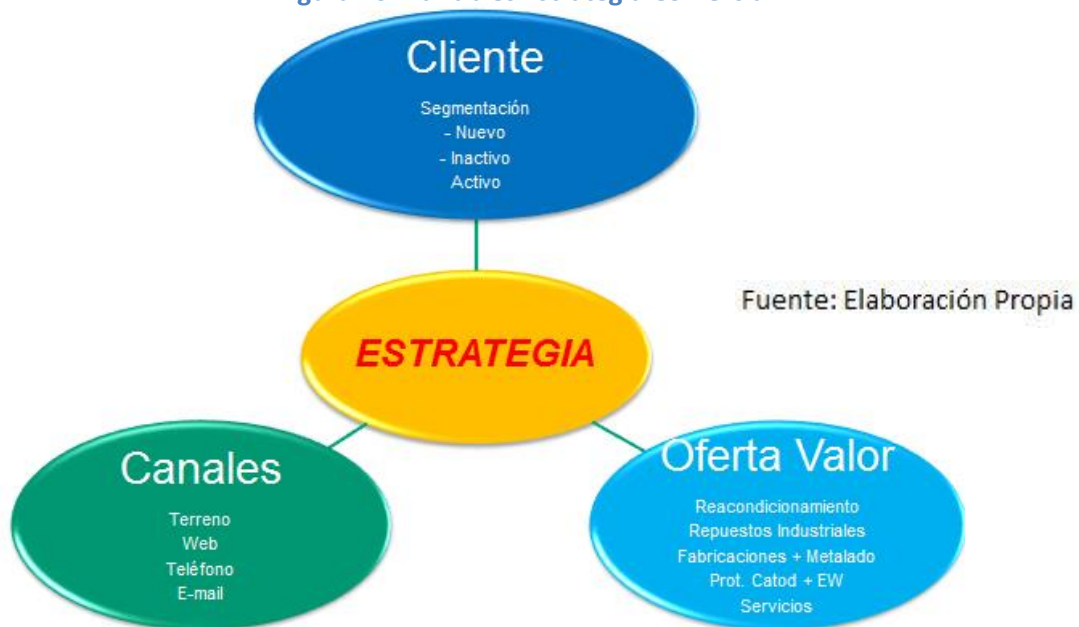 Cliente
Segmentación
- Nuevo
- Inactivo
Activo
Fuente: Elaboración Propia
ESTRATEGIA
Canales
Terreno
Web
Teléfono
E-mail
Oferta Valor
Reacondicionamiento
Repuestos Industriales
Fabricaciones + Metalado
Prot. Catod + EW
Servicios